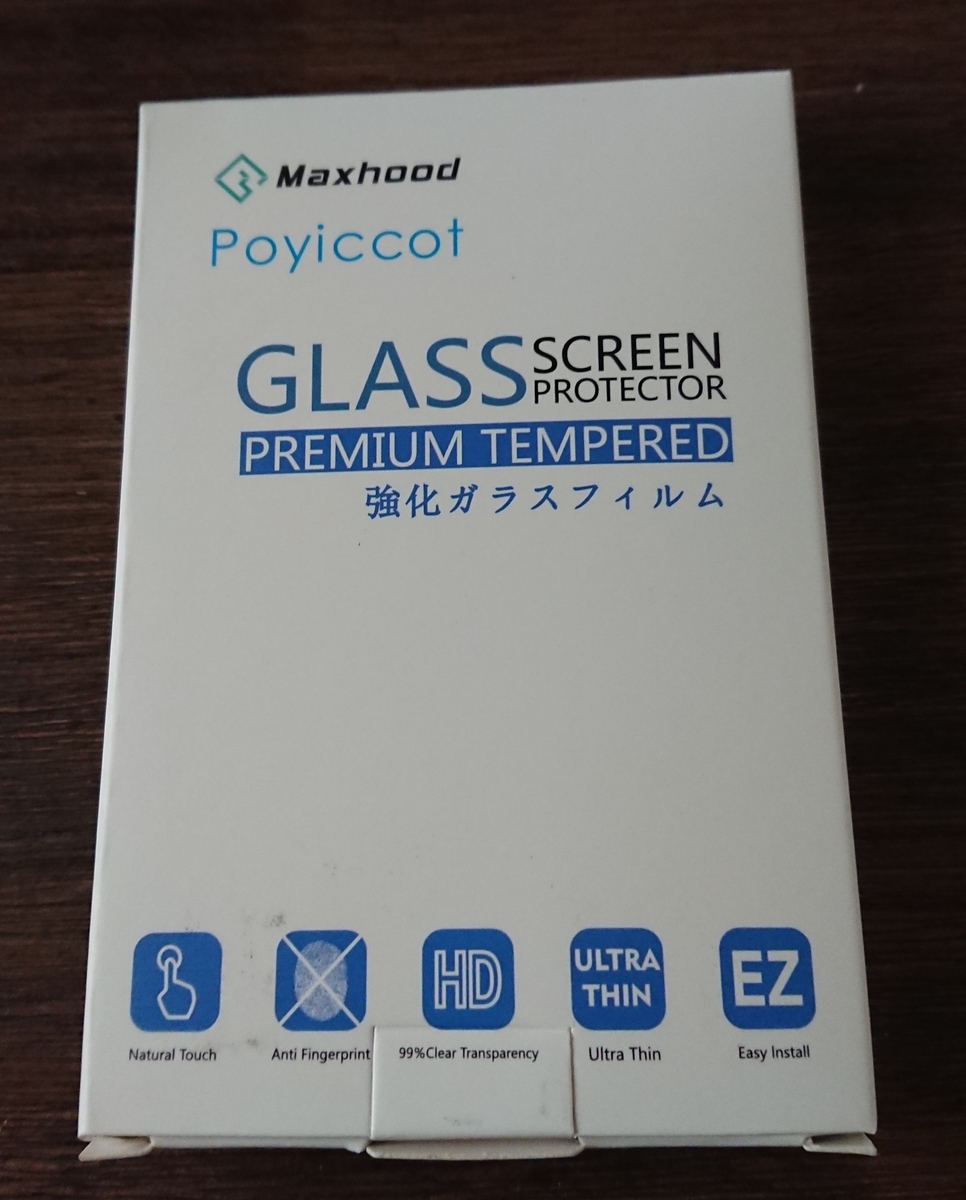 Maxhood
Poyiccot
GLASS SCREEN
PROTECTOR
PREMIUM TEMPERED
強化ガラスフィルム
HD
ULTRA
THIN
EZ
Natural Touch
Anti Fingerprint
99%Clear Transparency
Ultra Thin
Easy Install